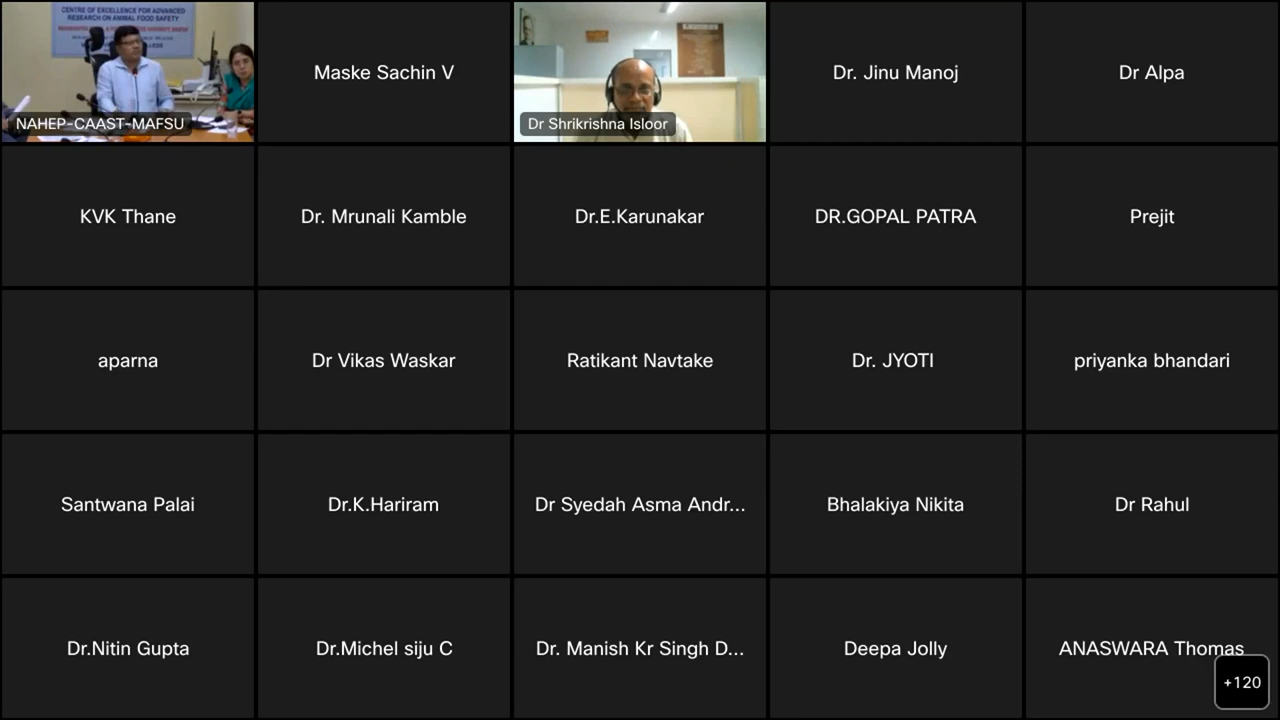 CENTRE OF EXCELLENCE FOR ADVANCED
RESEARCH ON ANIMAL FOOD SAFETY
NAHEP-CAAST-MAFSU
Maske Sachin V
Dr Shrikrishna Isloor
Dr. Jinu Manoj
Dr Alpa
KVK Thane
Dr. Mrunali Kamble
Dr.E.Karunakar
DR.GOPAL PATRA
Prejit
aparna
Dr Vikas Waskar
Ratikant Navtake
Dr. JYOTI
priyanka bhandari
Santwana Palai
Dr.K.Hariram
Dr Syedah Asma Andr...
Bhalakiya Nikita
Dr Rahul
Dr.Nitin Gupta
Dr.Michel siju C
Dr. Manish Kr Singh D...
Deepa Jolly
ANASWARA Thomas
+120